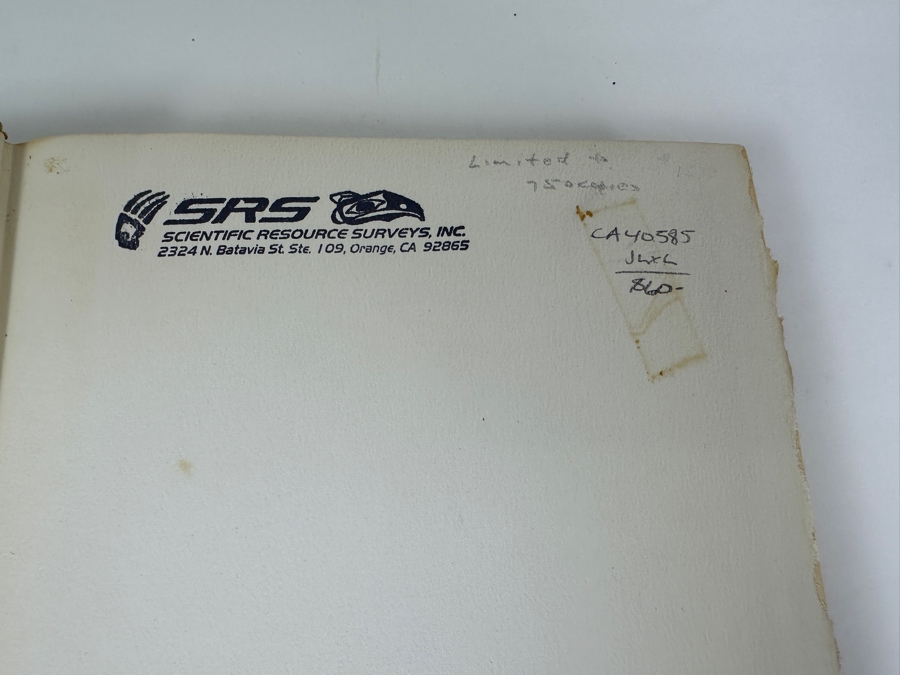 Limited to
750 copies
SRS
SCIENTIFIC RESOURCE SURVEYS, INC.
2324 N. Batavia St. Ste. 109, Orange, CA 92865
CA40585